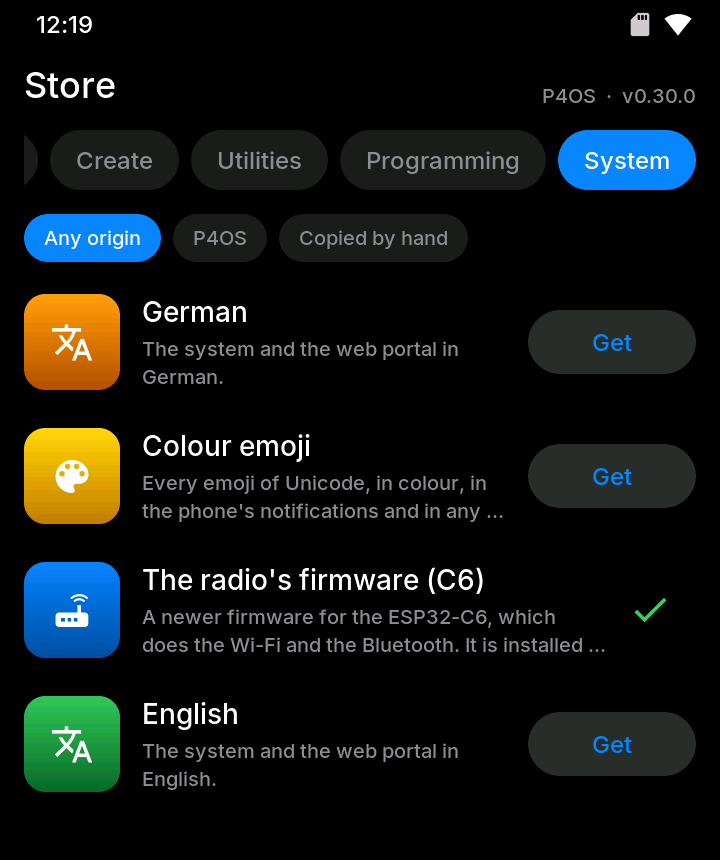 12:19
Store
P4OS · v0.30.0
Create
Utilities
Programming
System
Any origin
P4OS
Copied by hand
German
The system and the web portal in
German.
Get
Colour emoji
Every emoji of Unicode, in colour, in
the phone's notifications and in any ...
Get
The radio's firmware (C6)
A newer firmware for the ESP32-C6, which
does the Wi-Fi and the Bluetooth. It is installed ...
English
The system and the web portal in
English.
Get